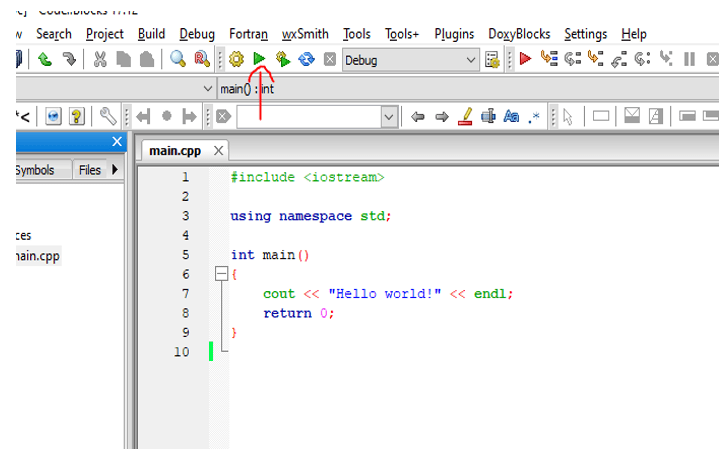 Code::Blocks 17.12
w Search Project Build Debug Fortran wxSmith Tools Tools+ Plugins DoxyBlocks Settings Help
Debug
main() : int
Symbols Files
main.cpp
ces
main.cpp
1 #include <iostream>
2
3 using namespace std;
4
5 int main()
6 {
7 cout << "Hello world!" << endl;
8 return 0;
9 }
10